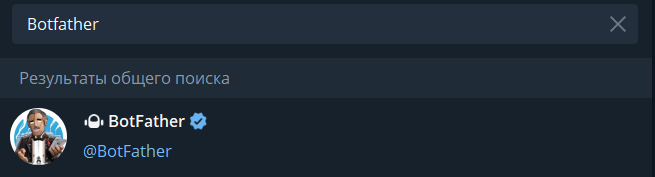 Botfather
Результаты общего поиска
BotFather
@BotFather